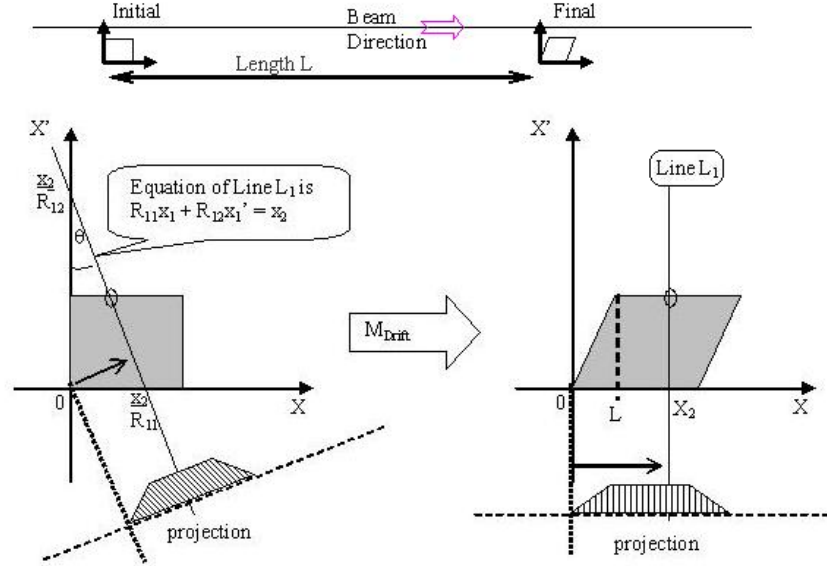 Initial
Beam
Direction
Final
Length L
X'
x2
R12
θ
Equation of Line L1 is
R11x1 + R12x1' = x2
0
x2
R11
X
projection
MDrift
X'
Line L1
0
L
X2
X
projection